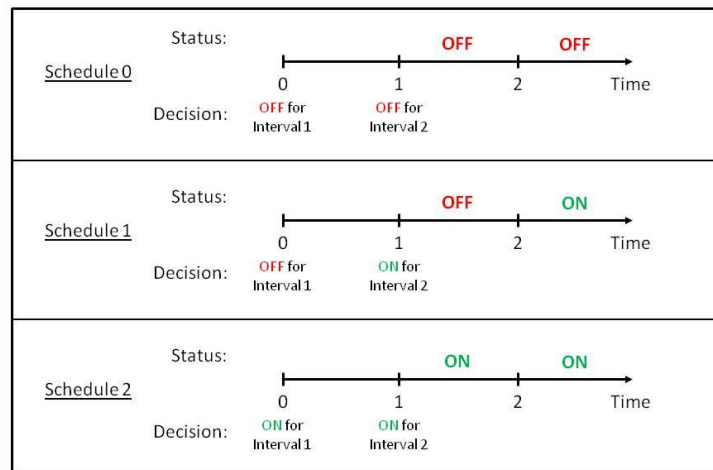 Status:
OFF OFF
Schedule 0
0 1 2 Time
Decision:
OFF for OFF for
Interval 1 Interval 2
Status:
OFF ON
Schedule 1
0 1 2 Time
Decision:
OFF for ON for
Interval 1 Interval 2
Status:
ON ON
Schedule 2
0 1 2 Time
Decision:
ON for ON for
Interval 1 Interval 2